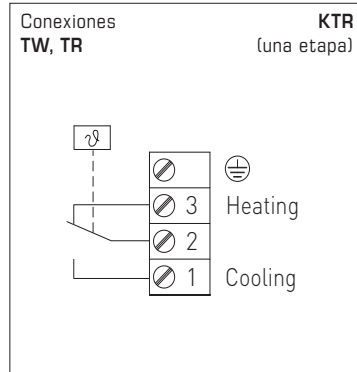 Conexiones KTR
TW, TR (una etapa)
ϑ
3 Heating
2
1 Cooling